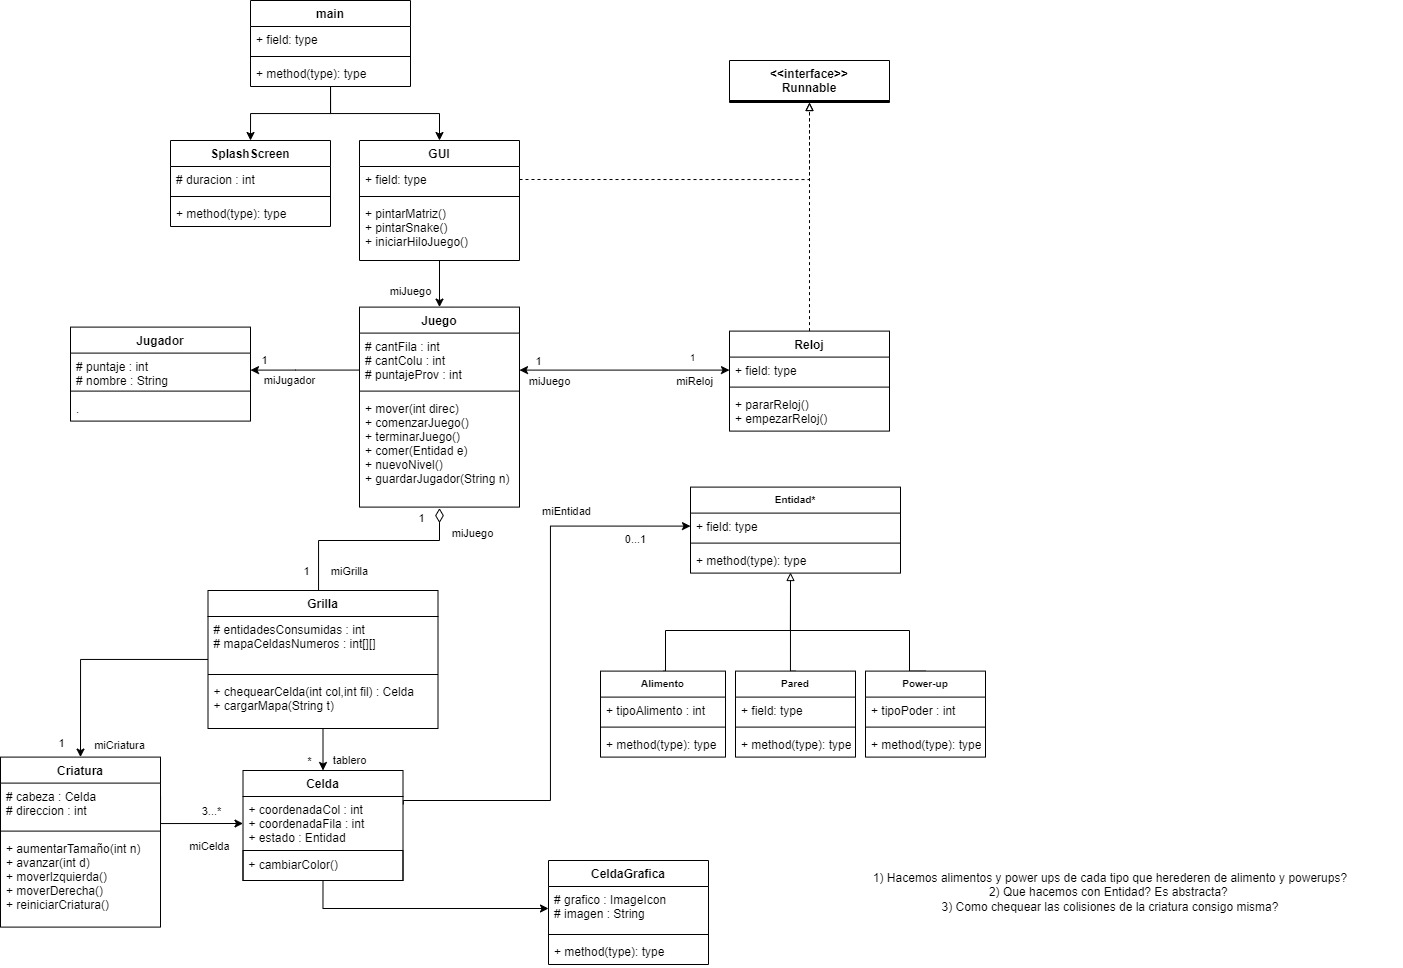 main
+ field: type
+ method(type): type
<<interface>>
Runnable
SplashScreen
# duracion : int
+ method(type): type
GUI
+ field: type
+ pintarMatriz()
+ pintarSnake()
+ iniciarHiloJuego()
miJuego
Jugador
# puntaje : int
# nombre : String
.
1
miJugador
Juego
# cantFila : int
# cantColu : int
# puntajeProv : int
+ mover(int direc)
+ comenzarJuego()
+ terminarJuego()
+ comer(Entidad e)
+ nuevoNivel()
+ guardarJugador(String n)
1
miJuego
1
miReloj
Reloj
+ field: type
+ pararReloj()
+ empezarReloj()
1
miJuego
1
miGrilla
miEntidad
0...1
Entidad*
+ field: type
+ method(type): type
Grilla
# entidadesConsumidas : int
# mapaCeldasNumeros : int[][]
+ chequearCelda(int col,int fil) : Celda
+ cargarMapa(String t)
Alimento
+ tipoAlimento : int
+ method(type): type
Pared
+ field: type
+ method(type): type
Power-up
+ tipoPoder : int
+ method(type): type
1
miCriatura
* tablero
Criatura
# cabeza : Celda
# direccion : int
+ aumentarTamaño(int n)
+ avanzar(int d)
+ moverIzquierda()
+ moverDerecha()
+ reiniciarCriatura()
3...*
miCelda
Celda
+ coordenadaCol : int
+ coordenadaFila : int
+ estado : Entidad
+ cambiarColor()
CeldaGrafica
# grafico : ImageIcon
# imagen : String
+ method(type): type
1) Hacemos alimentos y power ups de cada tipo que herederen de alimento y powerups?
2) Que hacemos con Entidad? Es abstracta?
3) Como chequear las colisiones de la criatura consigo misma?